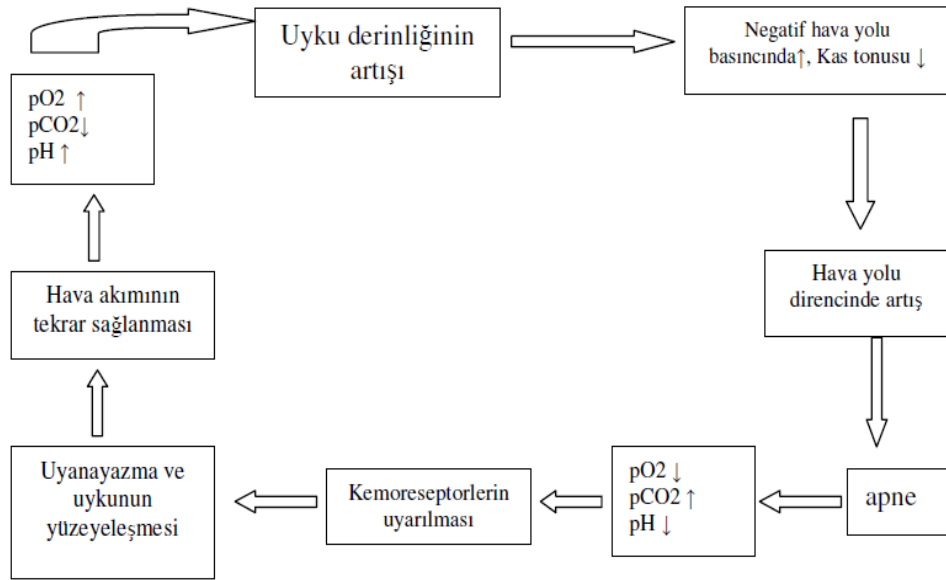 Uyku derinliğinin
artışı
Negatif hava yolu
basıncında↑, Kas tonusu ↓
Hava yolu
direncinde artış
apne
pO2 ↓
pCO2 ↑
pH ↓
Kemoreseptorlerin
uyarılması
Uyanayazma ve
uykunun
yüzeyeleşmesi
Hava akımının
tekrar sağlanması
pO2 ↑
pCO2↓
pH ↑